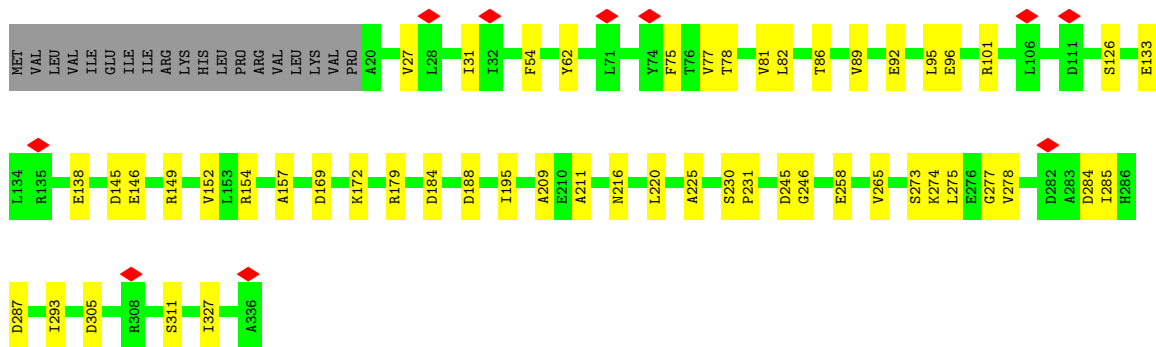 MET VAL LEU VAL ILE GLU ILE ILE ARG LYS HIS LEU PRO ARG VAL LEU LYS VAL PRO A20 V27 L28 I31 I32 F54 Y62 L71 Y74 F75 T76 V77 T78 V81 L82 T86 V89 E92 L95 E96 R101 L106 D111 S126 E133
L134 R135 E138 D145 E146 R149 V152 L153 R154 A157 D169 K172 R179 D184 D188 I195 A209 E210 A211 N216 L220 A225 S230 P231 D245 G246 E258 V265 S273 K274 L275 E276 G277 V278 D282 A283 D284 I285 H286
D287 I293 D305 R308 S311 I327 A336